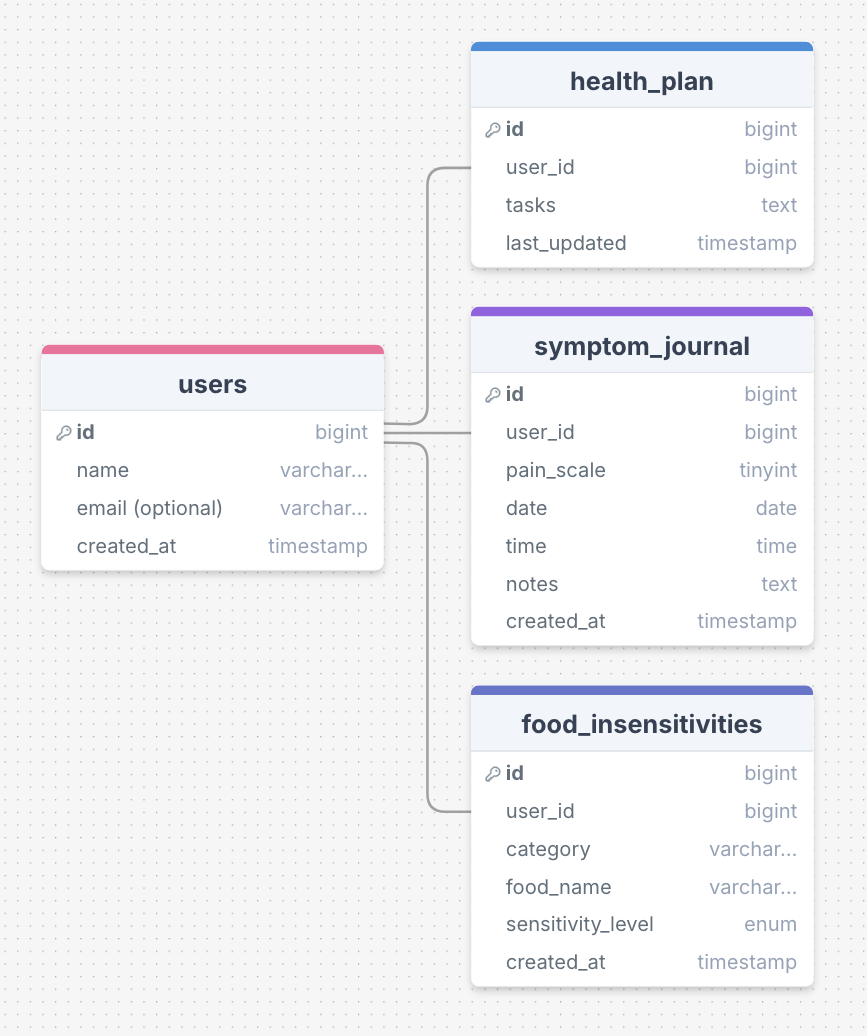 health_plan
id bigint
user_id bigint
tasks text
last_updated timestamp
symptom_journal
id bigint
user_id bigint
pain_scale tinyint
date date
time time
notes text
created_at timestamp
users
id bigint
name varchar...
email (optional) varchar...
created_at timestamp
food_insensitivities
id bigint
user_id bigint
category varchar...
food_name varchar...
sensitivity_level enum
created_at timestamp